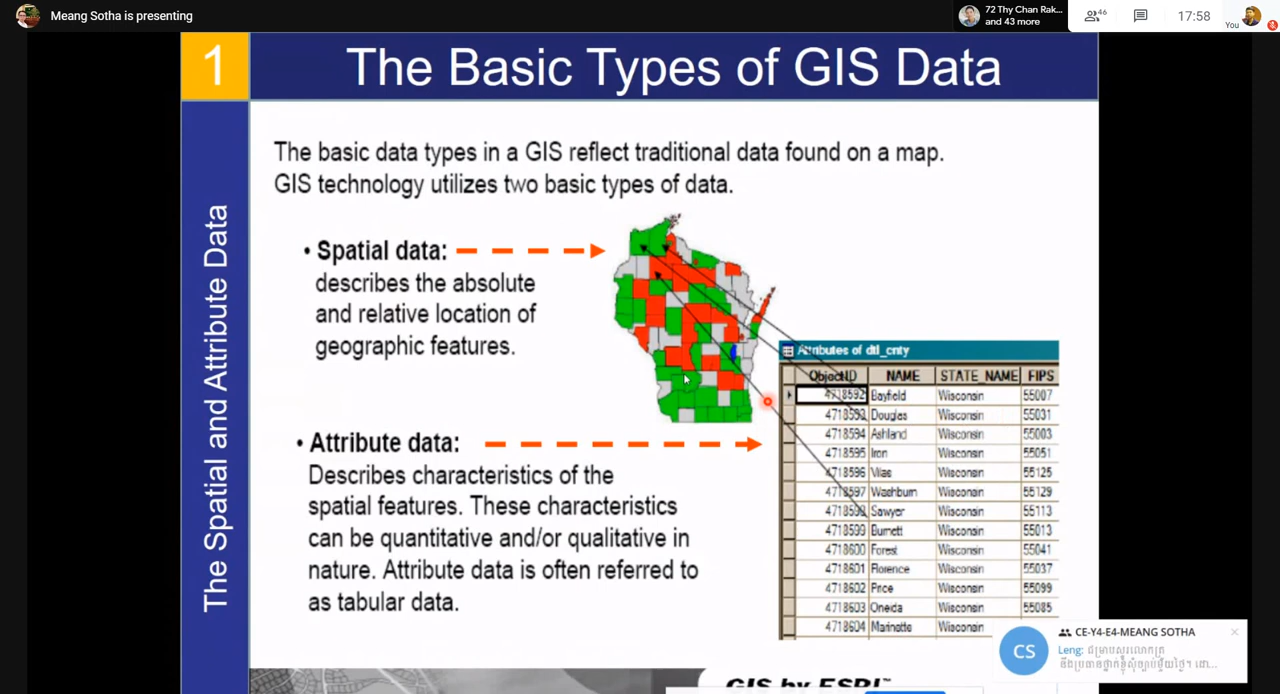 Meang Sotha is presenting
72 Thy Chan Rak...
and 43 more
46
17:58
You
1
The Basic Types of GIS Data
The Spatial and Attribute Data
The basic data types in a GIS reflect traditional data found on a map.
GIS technology utilizes two basic types of data.
• Spatial data:
describes the absolute
and relative location of
geographic features.
• Attribute data:
Describes characteristics of the
spatial features. These characteristics
can be quantitative and/or qualitative in
nature. Attribute data is often referred to
as tabular data.
Attributes of dtl_cnty
ObjectID NAME STATE_NAME FIPS
4718592 Bayfield Wisconsin 55007
4718593 Douglas Wisconsin 55031
4718594 Ashland Wisconsin 55003
4718595 Iron Wisconsin 55051
4718596 Vilas Wisconsin 55125
4718597 Washburn Wisconsin 55129
4718598 Sawyer Wisconsin 55113
4718599 Burnett Wisconsin 55013
4718600 Forest Wisconsin 55041
4718601 Florence Wisconsin 55037
4718602 Price Wisconsin 55099
4718603 Oneida Wisconsin 55085
4718604 Marinette Wisconsin
GIS by ESRI™
CS
CE-Y4-E4-MEANG SOTHA
Leng: ជម្រាបសួរលោកគ្រូ